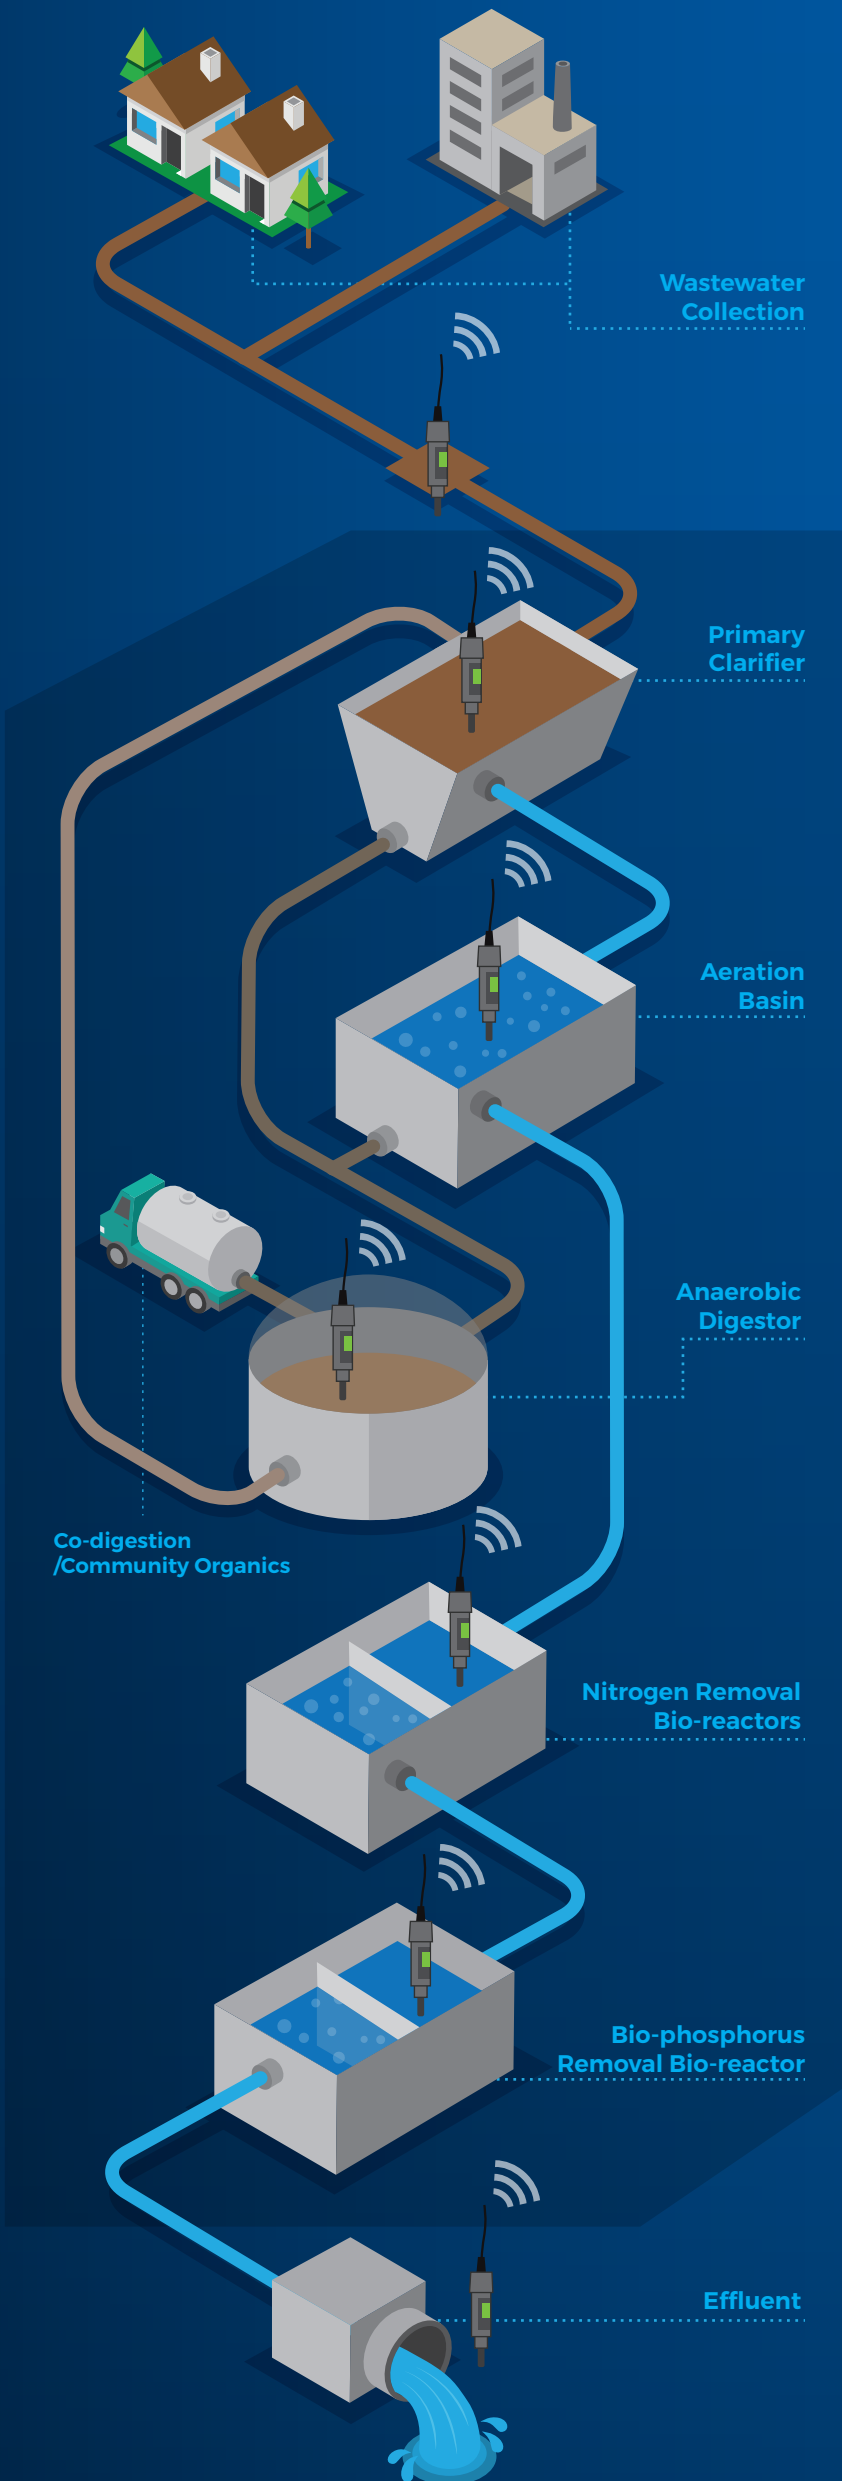 Wastewater
Collection
Primary
Clarifier
Aeration
Basin
Anaerobic
Digestor
Co-digestion
/Community Organics
Nitrogen Removal
Bio-reactors
Bio-phosphorus
Removal Bio-reactor
Effluent